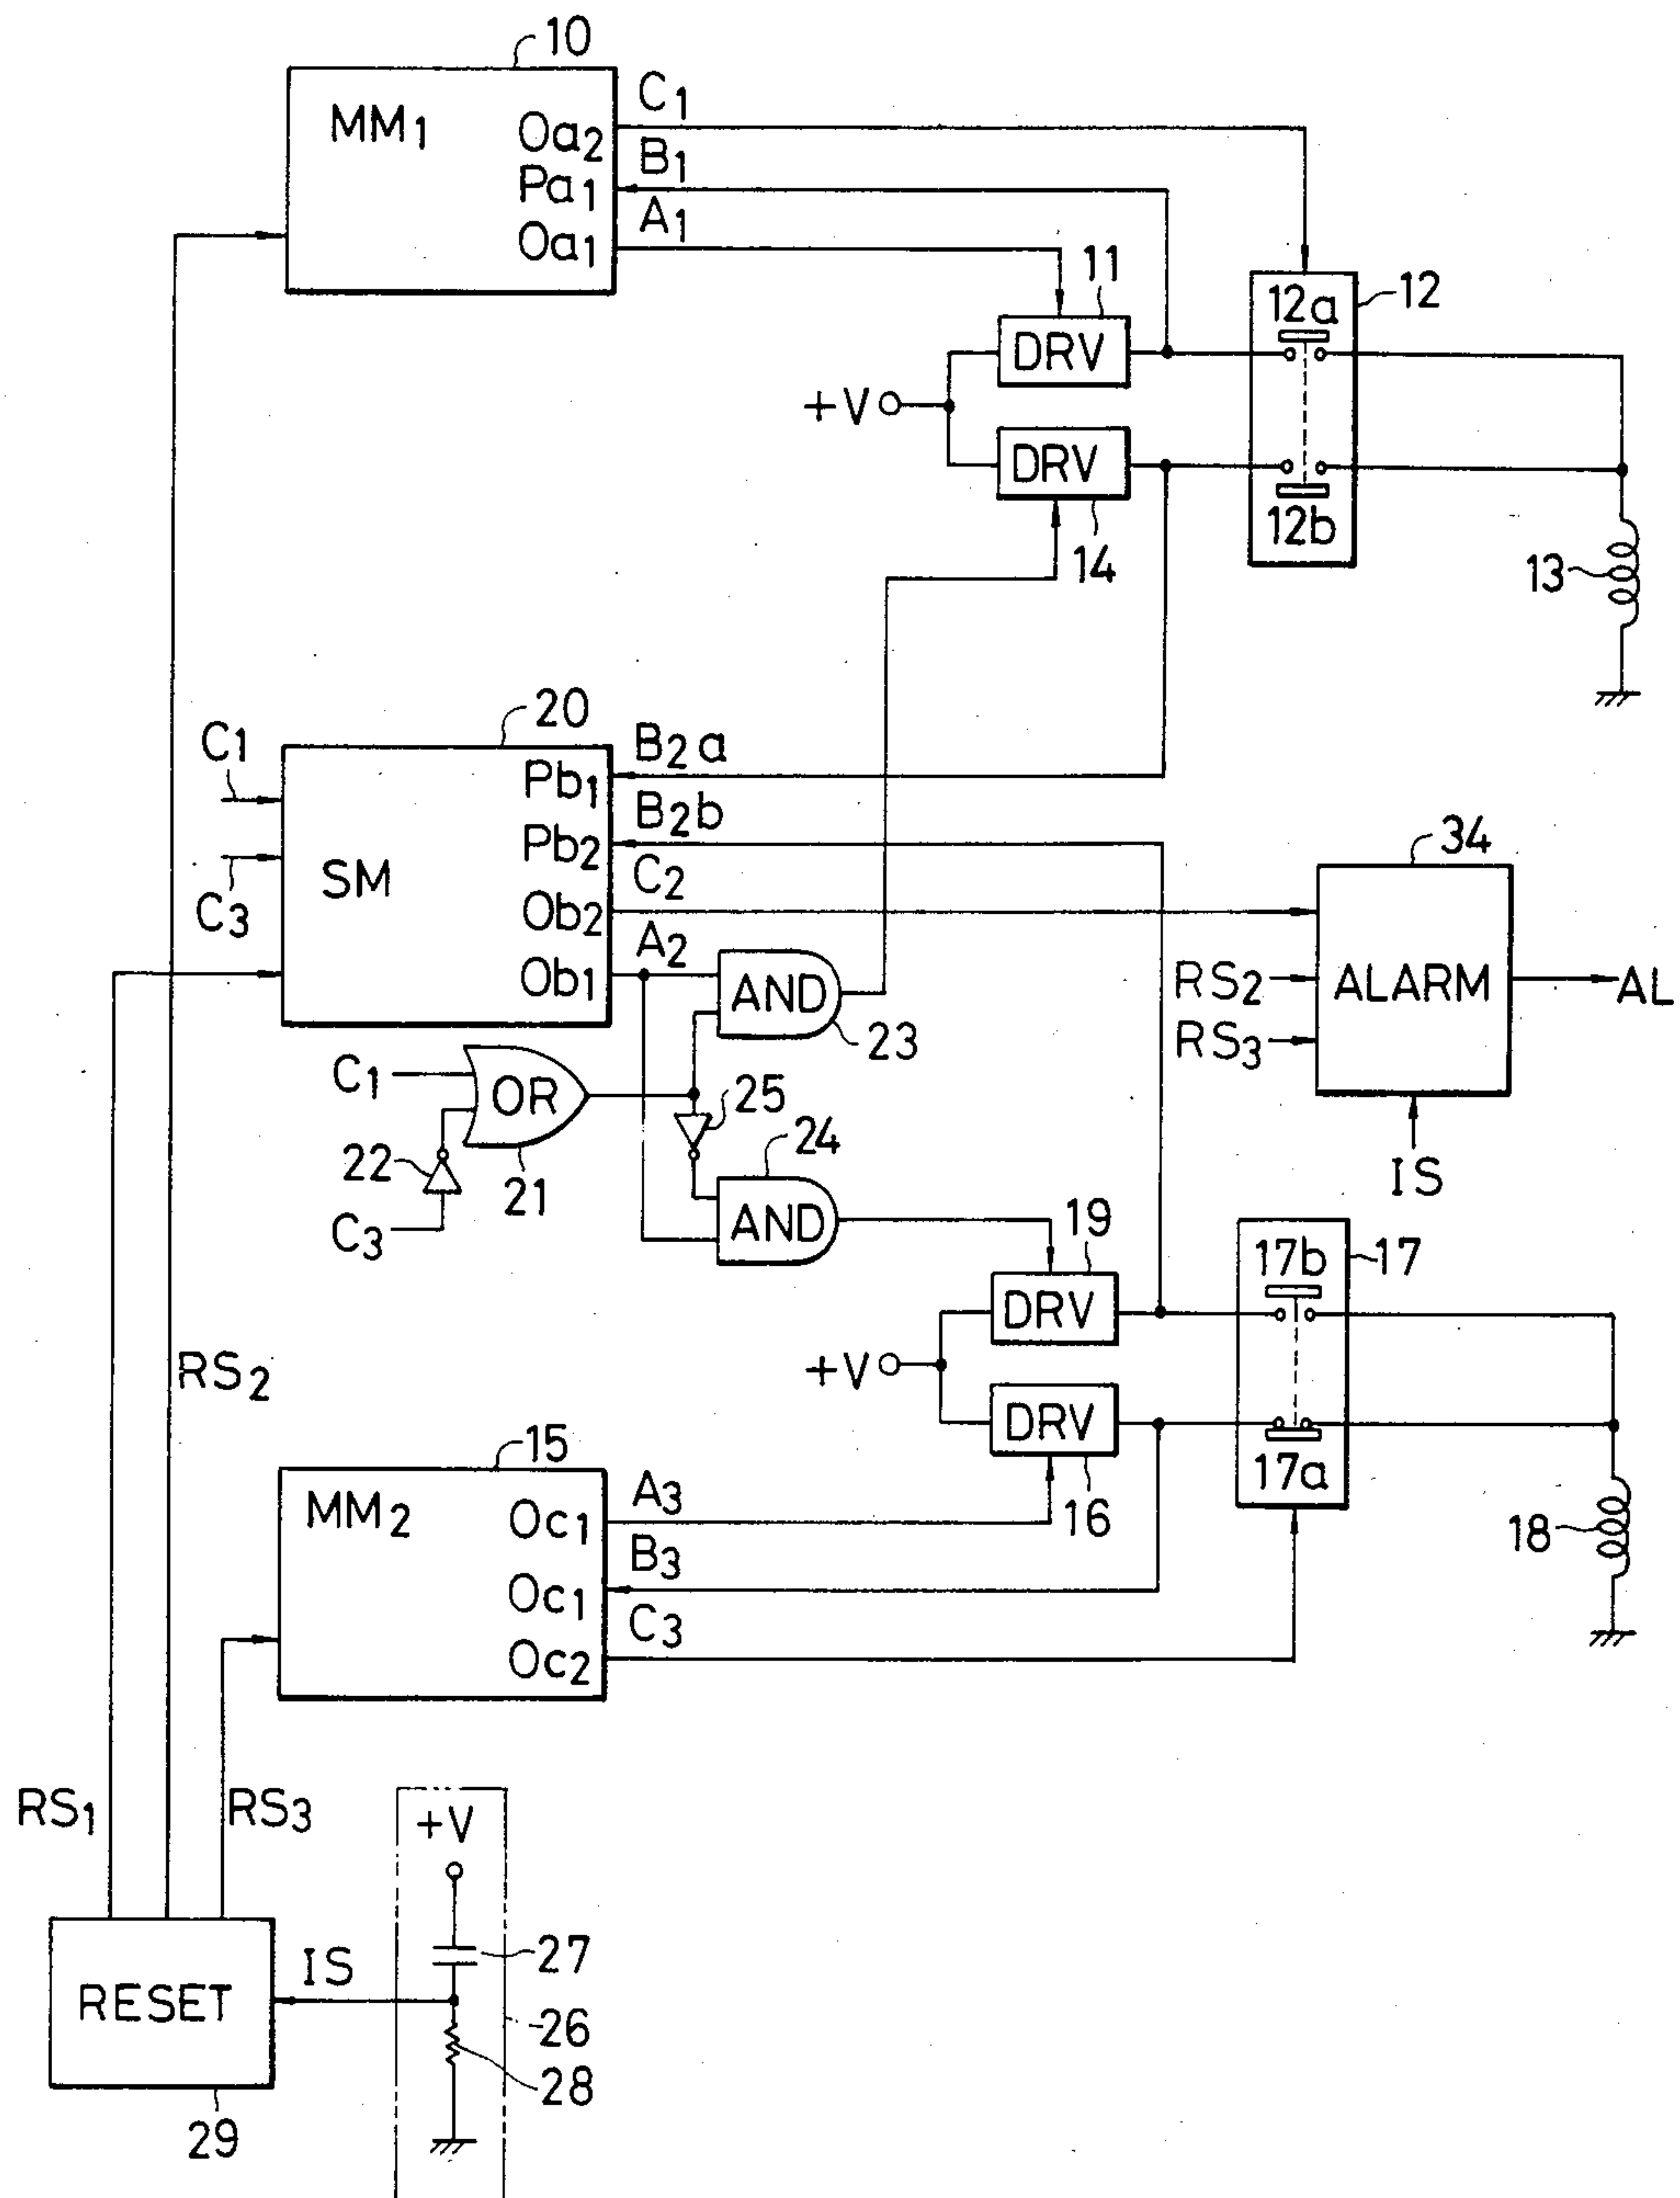 10
MM1
Oa2
Pa1
Oa1
C1
B1
A1
11
DRV
+V
DRV
14
12a
12
12b
13
20
C1
C3
SM
Pb1
Pb2
Ob2
Ob1
B2a
B2b
C2
A2
34
ALARM
RS2
RS3
AL
IS
AND
23
C1
OR
21
22
C3
25
24
AND
19
DRV
+V
DRV
16
17b
17
17a
18
RS2
15
MM2
Oc1
Oc1
Oc2
A3
B3
C3
RS1
RS3
+V
27
IS
RESET
26
28
29